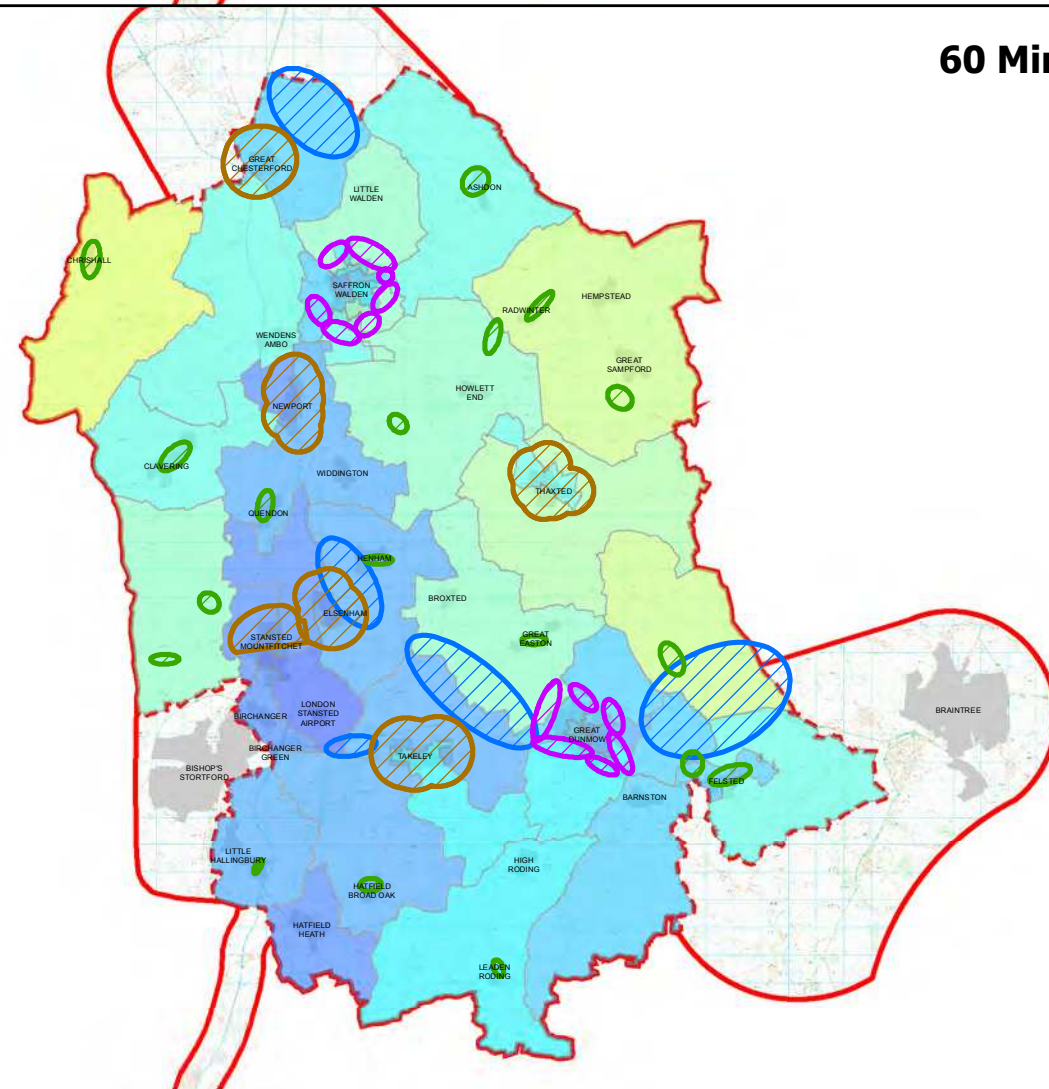 60 Min
GREAT
CHESTERFORD
LITTLE
WALDEN
ASHDON
CHRISHALL
SAFFRON
WALDEN
RADWINTER
HEMPSTEAD
WENDENS
AMBO
GREAT
SAMPFORD
HOWLETT
END
NEWPORT
CLAVERING
WIDDINGTON
THAXTED
QUENDON
HENHAM
BROXTED
ELSENHAM
STANSTED
MOUNTFITCHET
GREAT
EASTON
LONDON
STANSTED
AIRPORT
BIRCHANGER
BRAINTREE
GREAT
DUNMOW
BIRCHANGER
GREEN
TAKELEY
BISHOP'S
STORTFORD
FELSTED
BARNSTON
LITTLE
HALLINGBURY
HIGH
RODING
HATFIELD
BROAD OAK
HATFIELD
HEATH
LEADEN
RODING